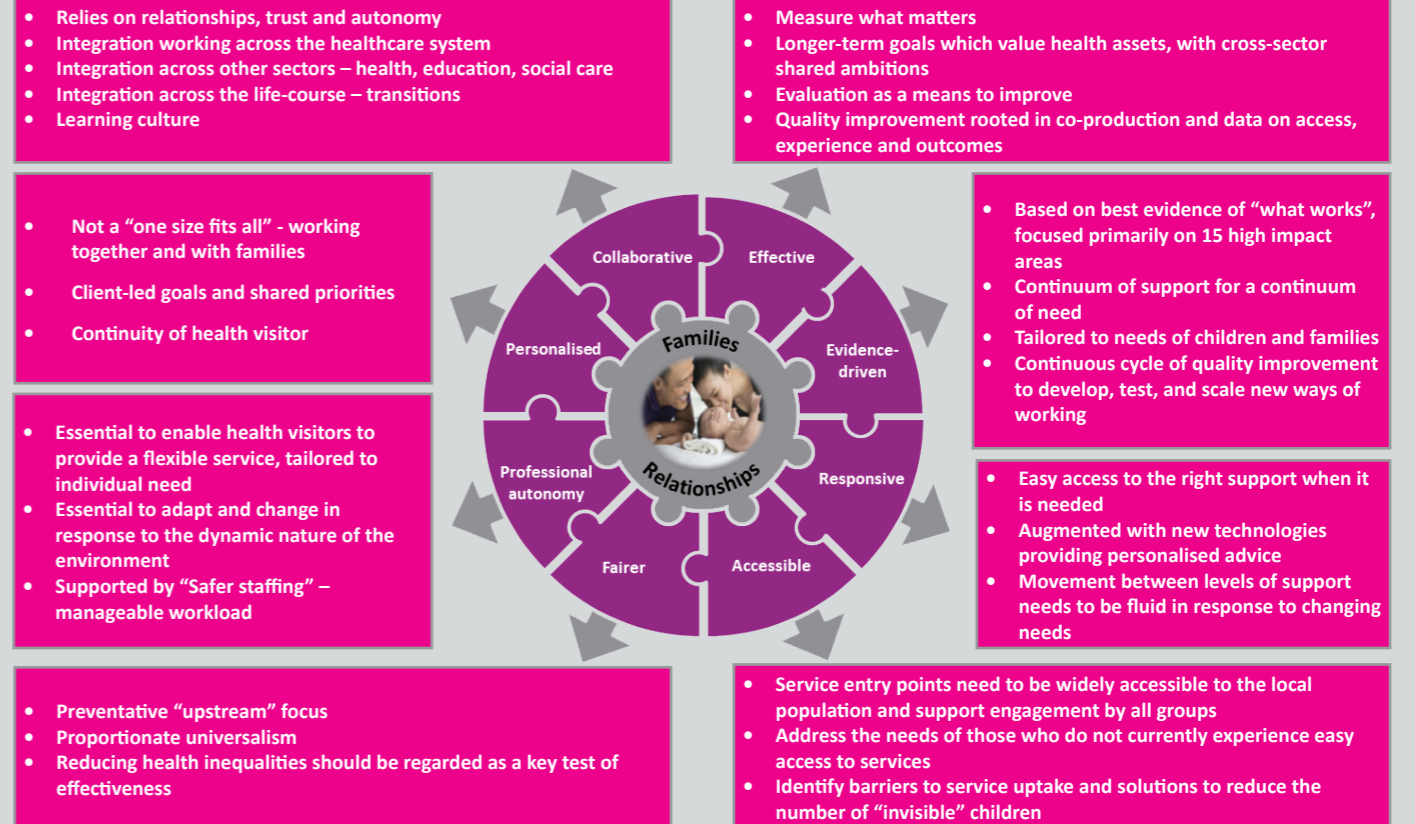 • Relies on relationships, trust and autonomy
• Integration working across the healthcare system
• Integration across other sectors – health, education, social care
• Integration across the life-course – transitions
• Learning culture
• Measure what matters
• Longer-term goals which value health assets, with cross-sector
shared ambitions
• Evaluation as a means to improve
• Quality improvement rooted in co-production and data on access,
experience and outcomes
• Not a “one size fits all” - working
together and with families
• Client-led goals and shared priorities
• Continuity of health visitor
• Based on best evidence of “what works”,
focused primarily on 15 high impact
areas
• Continuum of support for a continuum
of need
• Tailored to needs of children and families
• Continuous cycle of quality improvement
to develop, test, and scale new ways of
working
Collaborative
Effective
Personalised
Evidence-
driven
Families
Relationships
Professional
autonomy
Responsive
Fairer
Accessible
• Essential to enable health visitors to
provide a flexible service, tailored to
individual need
• Essential to adapt and change in
response to the dynamic nature of the
environment
• Supported by “Safer staffing” –
manageable workload
• Easy access to the right support when it
is needed
• Augmented with new technologies
providing personalised advice
• Movement between levels of support
needs to be fluid in response to changing
needs
• Preventative “upstream” focus
• Proportionate universalism
• Reducing health inequalities should be regarded as a key test of
effectiveness
• Service entry points need to be widely accessible to the local
population and support engagement by all groups
• Address the needs of those who do not currently experience easy
access to services
• Identify barriers to service uptake and solutions to reduce the
number of “invisible” children